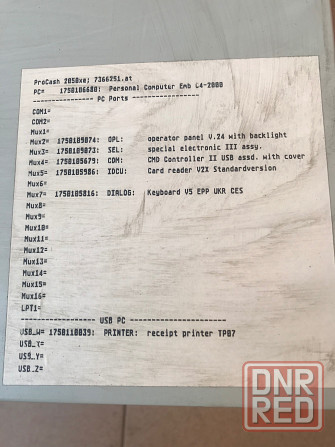 ProCash 2050xe; 7366251.at
PC= 1750106680: Personal Computer Emb C4-2000
---------------- PC Ports ----------------
COM1=
COM2=
Mux1=
Mux2= 1750109074: OPL: operator panel V.24 with backlight
Mux3= 1750109073: SEL: special electronic III assy.
Mux4= 1750105679: COM: CMD Controller II USB assd. with cover
Mux5= 1750105986: IDCU: Card reader V2X Standardversion
Mux6=
Mux7= 1750105816: DIALOG: Keyboard V5 EPP UKR CES
Mux8=
Mux9=
Mux10=
Mux11=
Mux12=
Mux13=
Mux14=
Mux15=
Mux16=
LPT1=
-------------------- USB PC --------------------
USB_W= 1750110039: PRINTER: receipt printer TP07
USB_X=
USB_Y=
USB_Z=
DNR
RED